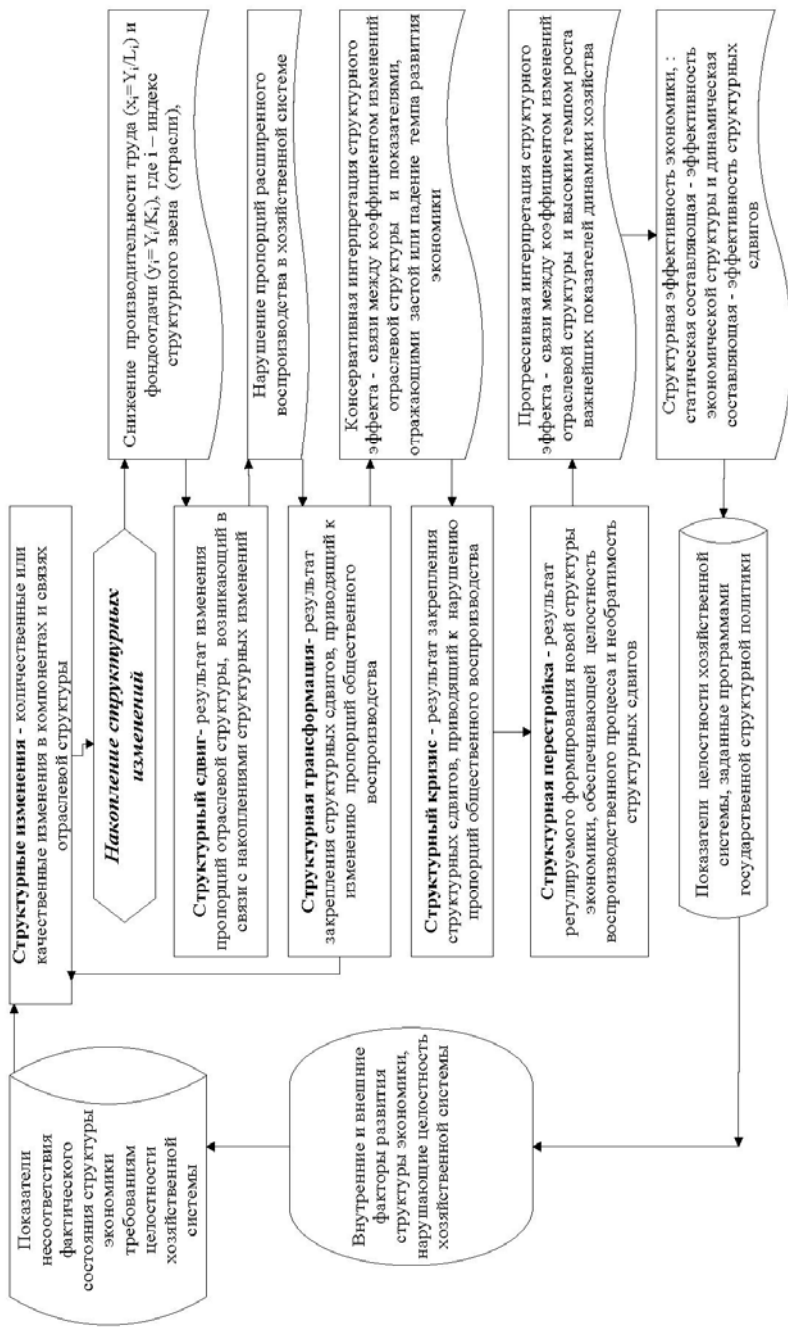 Показатели
несоответствия
фактического
состояния структуры
экономики
требованиям
целостности
хозяйственной
системы
Внутренние и внешние
факторы развития
структуры экономики,
нарушающие целостность
хозяйственной системы
Структурные изменения - количественные или
качественные изменения в компонентах и связях
отраслевой структуры
Накопление структурных
изменений
Структурный сдвиг- результат изменения
пропорций отраслевой структуры, возникающий в
связи с накоплениями структурных изменений
Структурная трансформация- результат
закрепления структурных сдвигов, приводящий к
изменению пропорций общественного
воспроизводства
Структурный кризис - результат закрепления
структурных сдвигов, приводящий к нарушению
пропорций общественного воспроизводства
Структурная перестройка - результат
регулируемого формирования новой структуры
экономики, обеспечивающей целостность
воспроизводственного процесса и необратимость
структурных сдвигов
Показатели целостности хозяйственной
системы, заданные программами
государственной структурной политики
Снижение производительности труда (xᵢ=Yᵢ/Lᵢ) и
фондоотдачи (yᵢ=Yᵢ/Kᵢ), где i – индекс
структурного звена (отрасли),
Нарушение пропорций расширенного
воспроизводства в хозяйственной системе
Консервативная интерпретация структурного
эффекта - связи между коэффициентом изменений
отраслевой структуры и показателями,
отражающими застой или падение темпа развития
экономики
Прогрессивная интерпретация структурного
эффекта - связи между коэффициентом изменений
отраслевой структуры и высоким темпом роста
важнейших показателей динамики хозяйства
Структурная эффективность экономики, :
статическая составляющая - эффективность
экономической структуры и динамическая
составляющая - эффективность структурных
сдвигов